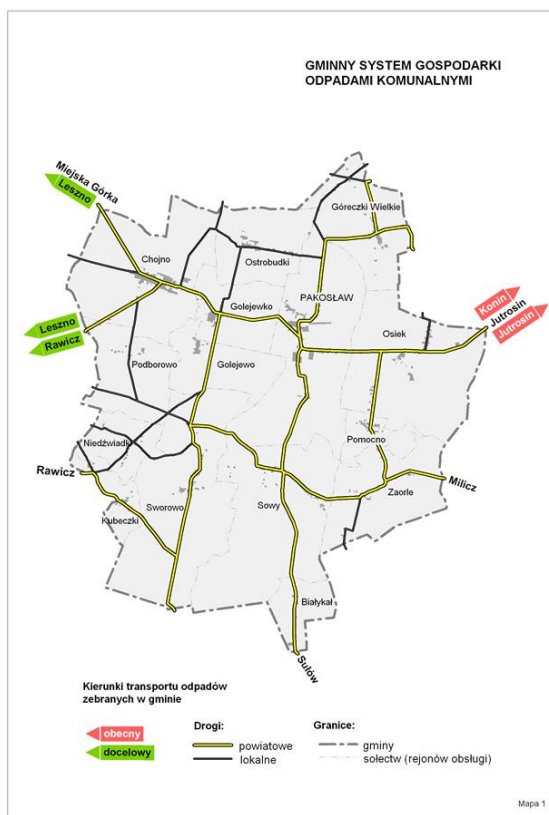 GMINNY SYSTEM GOSPODARKI
ODPADAMI KOMUNALNYMI
Miejska Górka
Leszno
Góreczki Wielkie
Chojno
Ostrobudki
PAKOSŁAW
Konin
Jutrosin
Jutrosin
Golejewko
Leszno
Rawicz
Osiek
Podborowo
Golejewo
Pomocno
Niedźwiadki
Rawicz
Milicz
Zaorle
Sworowo
Sowy
Kubeczki
Białykał
Sułów
Kierunki transportu odpadów
zebranych w gminie
obecny
docelowy
Drogi:
powiatowe
lokalne
Granice:
gminy
sołectw (rejonów obsługi)
Mapa 1